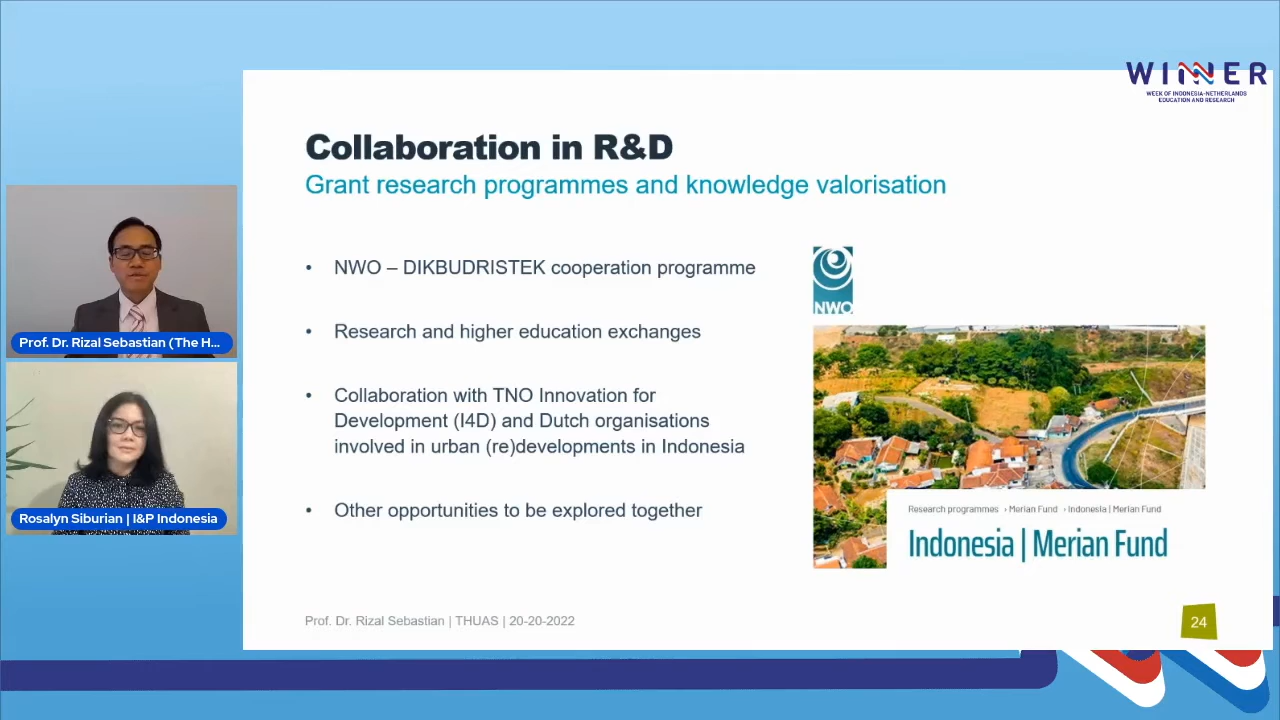 WINNER
WEEK OF INDONESIA-NETHERLANDS
EDUCATION AND RESEARCH
Collaboration in R&D
Grant research programmes and knowledge valorisation
• NWO – DIKBUDRISTEK cooperation programme
• Research and higher education exchanges
• Collaboration with TNO Innovation for
Development (I4D) and Dutch organisations
involved in urban (re)developments in Indonesia
• Other opportunities to be explored together
NWO
Research programmes › Merian Fund › Indonesia | Merian Fund
Indonesia | Merian Fund
Prof. Dr. Rizal Sebastian | THUAS | 20-20-2022
24
Prof. Dr. Rizal Sebastian (The H...
Rosalyn Siburian | I&P Indonesia